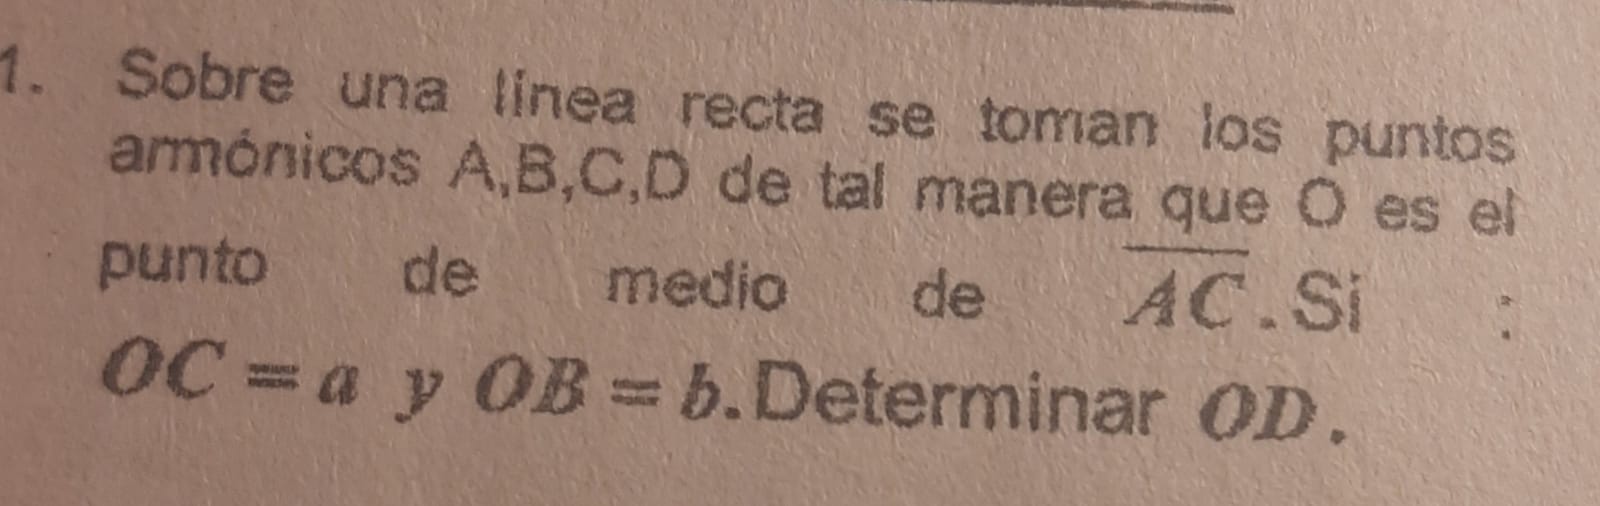 1. Sobre una línea recta se toman los puntos
armónicos A,B,C,D de tal manera que O es el
punto de medio de AC. Si :
OC = a y OB = b. Determinar OD.